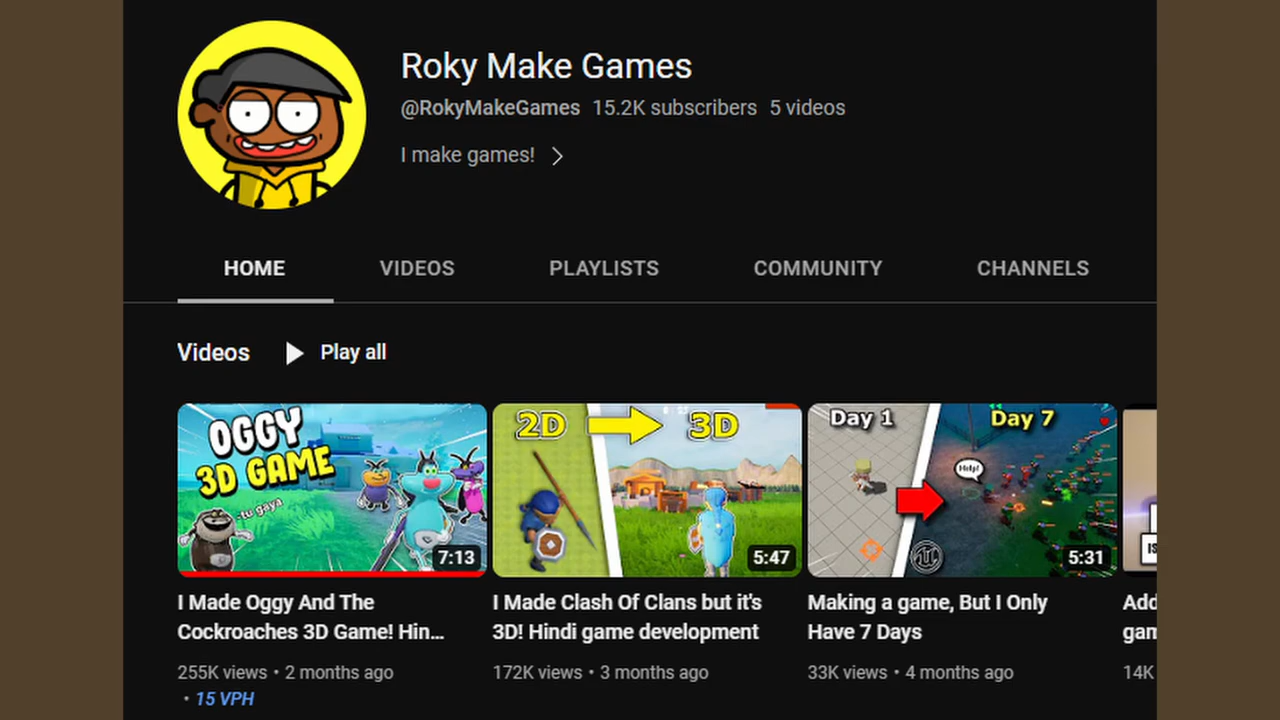 Roky Make Games
@RokyMakeGames 15.2K subscribers 5 videos
I make games!
HOME VIDEOS PLAYLISTS COMMUNITY CHANNELS
Videos Play all
OGGY
3D GAME
-tu gaya
7:13
2D 3D
5:47
Day 1 Day 7
Help!
5:31
IS
I Made Oggy And The
Cockroaches 3D Game! Hin...
255K views • 2 months ago
• 15 VPH
I Made Clash Of Clans but it's
3D! Hindi game development
172K views • 3 months ago
Making a game, But I Only
Have 7 Days
33K views • 4 months ago
Add
gam
14K